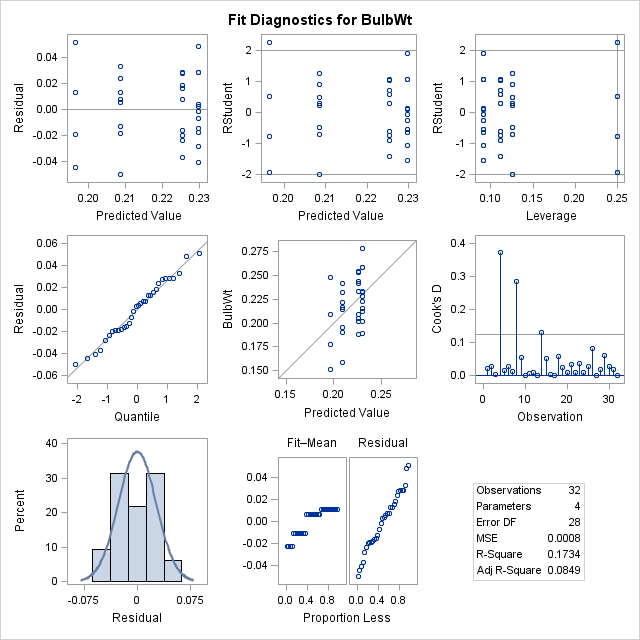 Fit Diagnostics for BulbWt
Residual
0.04
0.02
0.00
-0.02
-0.04
0.20 0.21 0.22 0.23
Predicted Value
RStudent
2
1
0
-1
-2
0.20 0.21 0.22 0.23
Predicted Value
RStudent
2
1
0
-1
-2
0.10 0.15 0.20 0.25
Leverage
Residual
0.06
0.04
0.02
0.00
-0.02
-0.04
-0.06
-2 -1 0 1 2
Quantile
BulbWt
0.275
0.250
0.225
0.200
0.175
0.150
0.15 0.20 0.25
Predicted Value
Cook's D
0.4
0.3
0.2
0.1
0.0
0 10 20 30
Observation
Percent
40
30
20
10
0
-0.075 0 0.075
Residual
Fit–Mean Residual
0.04
0.02
0.00
-0.02
-0.04
0.0 0.4 0.8 0.0 0.4 0.8
Proportion Less
Observations 32
Parameters 4
Error DF 28
MSE 0.0008
R-Square 0.1734
Adj R-Square 0.0849